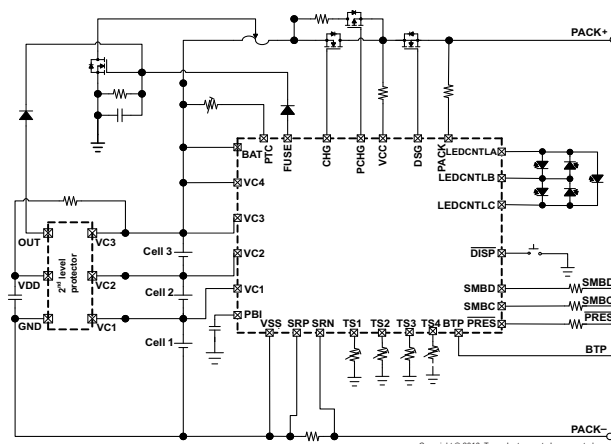 PACK+
PTC
FUSE
CHG
PCHG
VCC
DSG
PACK
BAT
LEDCNTLA
VC4
LEDCNTLB
LEDCNTLC
VC3
OUT
VC3
Cell 3
VC2
DISP
2nd level
protector
VDD
VC2
Cell 2
VC1
SMBD
SMBD
SMBC
SMBC
GND
VC1
PBI
PRES
PRES
Cell 1
VSS
SRP
SRN
TS1
TS2
TS3
TS4
BTP
BTP
PACK–